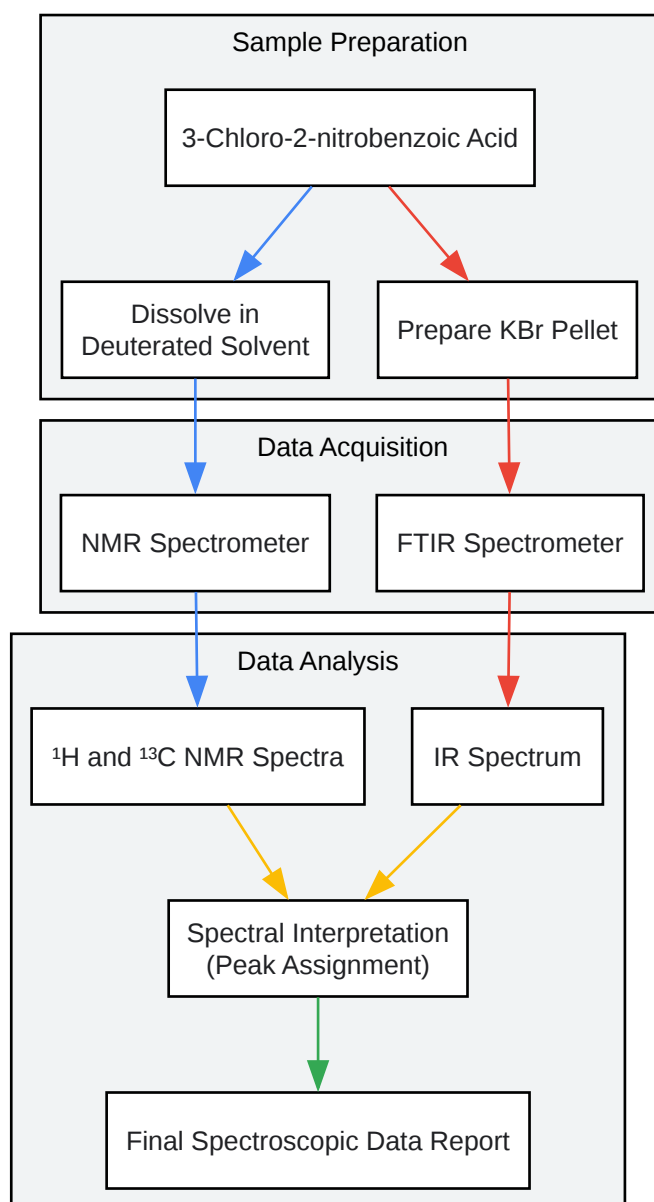 Sample Preparation
3-Chloro-2-nitrobenzoic Acid
Dissolve in
Deuterated Solvent
Prepare KBr Pellet
Data Acquisition
NMR Spectrometer
FTIR Spectrometer
Data Analysis
¹H and ¹³C NMR Spectra
IR Spectrum
Spectral Interpretation
(Peak Assignment)
Final Spectroscopic Data Report